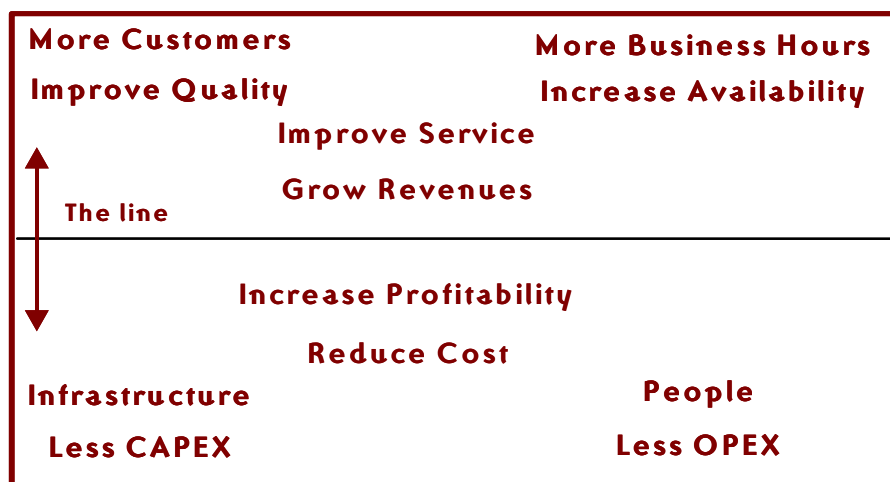 More Customers
More Business Hours
Improve Quality
Increase Availability
Improve Service
Grow Revenues
The line
Increase Profitability
Reduce Cost
Infrastructure
People
Less CAPEX
Less OPEX